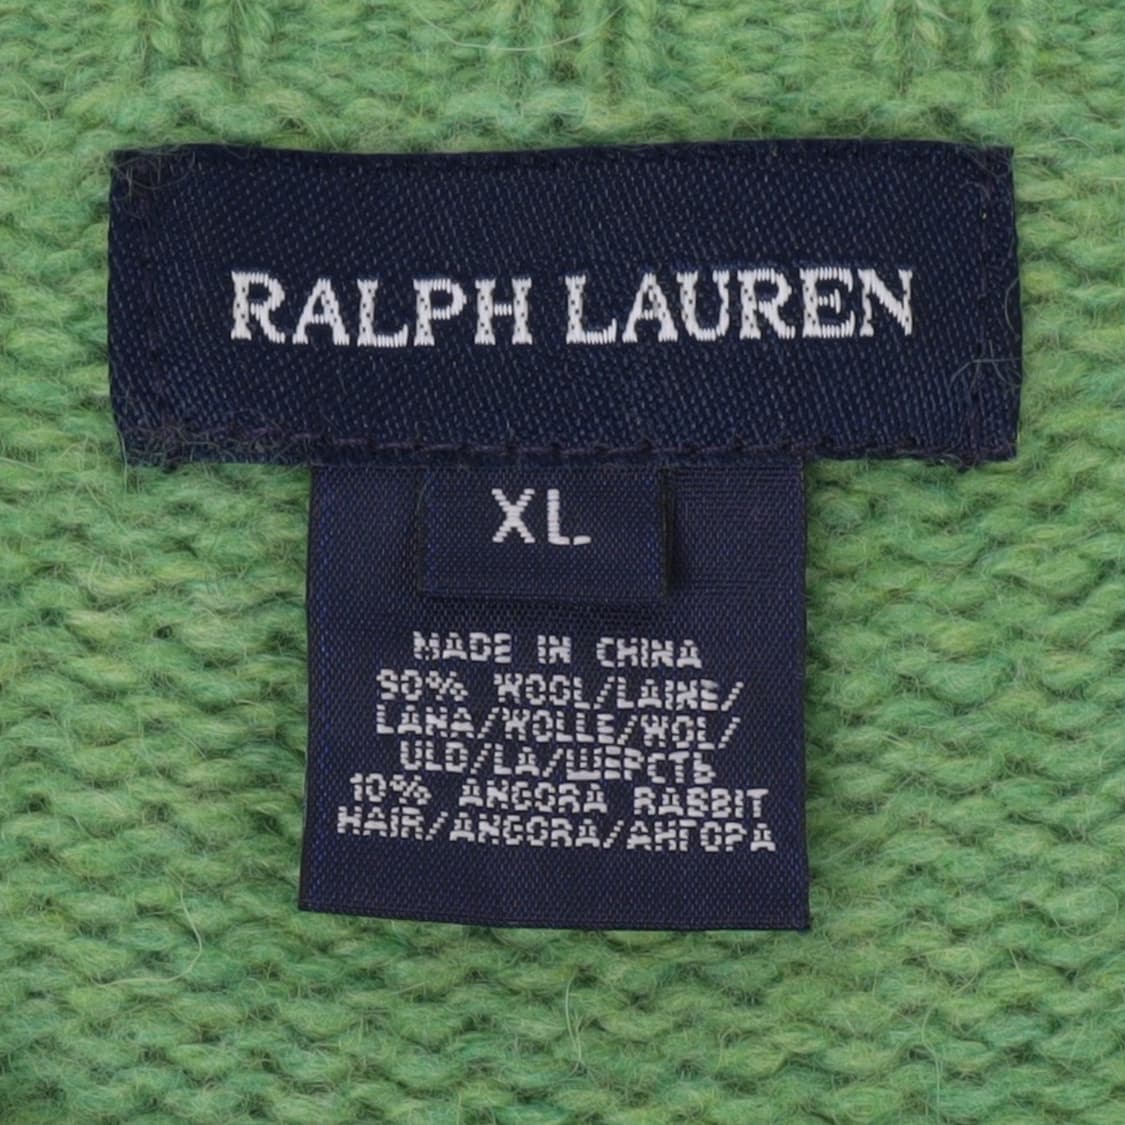 RALPH LAUREN
XL
MADE IN CHINA
90% WOOL/LAINE/
LANA/WOLLE/WOL/
ULD/LA/ШЕРСТЬ
10% ANGORA RABBIT
HAIR/ANGORA/АНГОРА